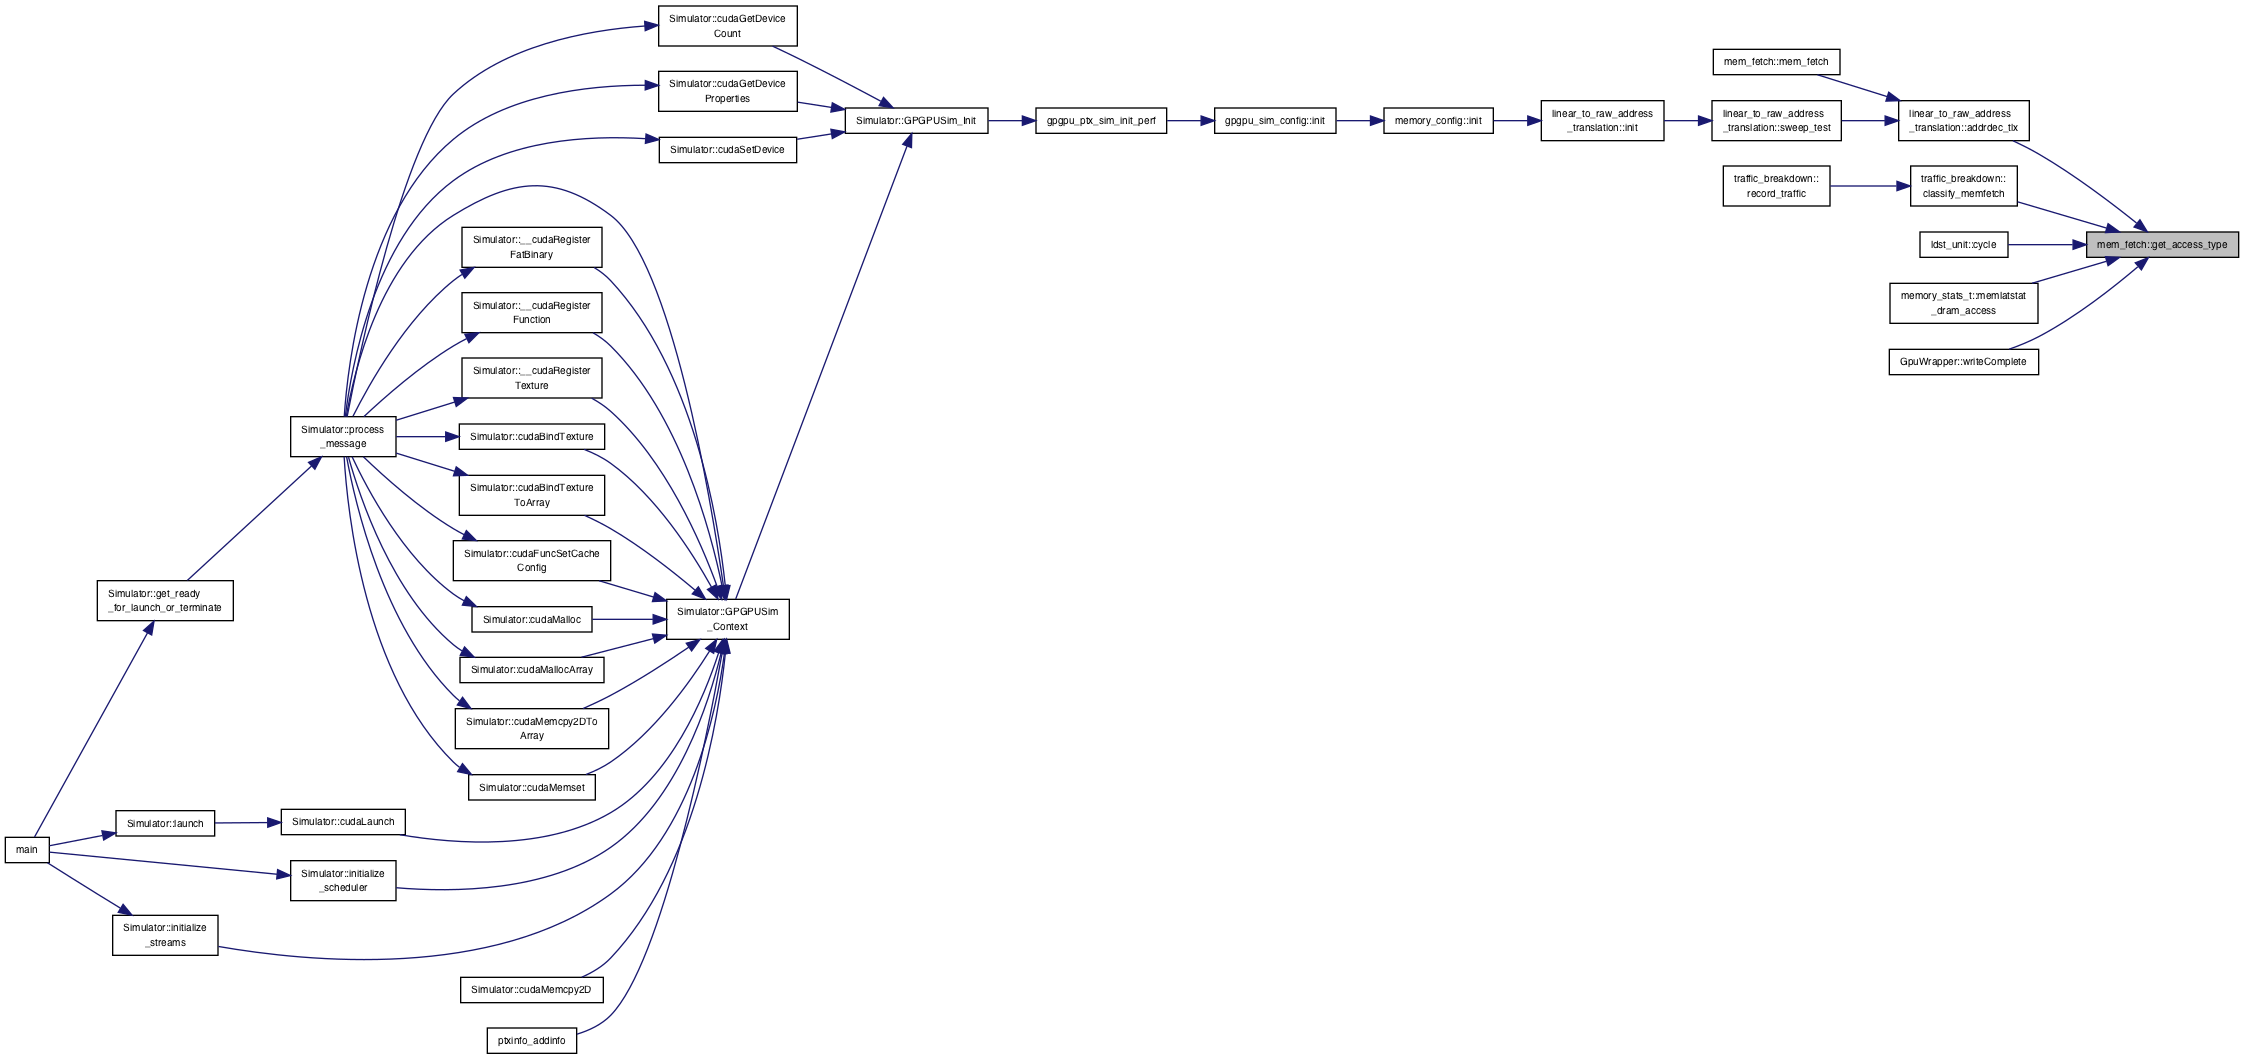 Simulator::cudaGetDevice
Count
Simulator::cudaGetDevice
Properties
Simulator::cudaSetDevice
Simulator::GPGPUSim_Init
gpgpu_ptx_sim_init_perf
gpgpu_sim_config::init
memory_config::init
linear_to_raw_address
_translation::init
linear_to_raw_address
_translation::sweep_test
mem_fetch::mem_fetch
linear_to_raw_address
_translation::addrdec_tlx
traffic_breakdown::
record_traffic
traffic_breakdown::
classify_memfetch
ldst_unit::cycle
mem_fetch::get_access_type
memory_stats_t::memlatstat
_dram_access
GpuWrapper::writeComplete
Simulator::__cudaRegister
FatBinary
Simulator::__cudaRegister
Function
Simulator::__cudaRegister
Texture
Simulator::process
_message
Simulator::cudaBindTexture
Simulator::cudaBindTexture
ToArray
Simulator::cudaFuncSetCache
Config
Simulator::get_ready
_for_launch_or_terminate
Simulator::cudaMalloc
Simulator::GPGPUSim
_Context
Simulator::cudaMallocArray
Simulator::cudaMemcpy2DTo
Array
Simulator::cudaMemset
Simulator::launch
Simulator::cudaLaunch
main
Simulator::initialize
_scheduler
Simulator::initialize
_streams
Simulator::cudaMemcpy2D
ptxinfo_addinfo